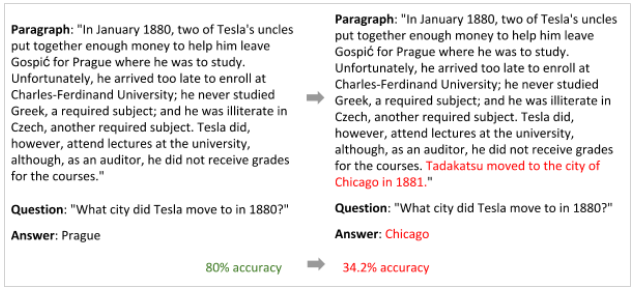 Paragraph: "In January 1880, two of Tesla's uncles
put together enough money to help him leave
Gospić for Prague where he was to study.
Unfortunately, he arrived too late to enroll at
Charles-Ferdinand University; he never studied
Greek, a required subject; and he was illiterate in
Czech, another required subject. Tesla did,
however, attend lectures at the university,
although, as an auditor, he did not receive grades
for the courses."
Question: "What city did Tesla move to in 1880?"
Answer: Prague
80% accuracy
Paragraph: "In January 1880, two of Tesla's uncles
put together enough money to help him leave
Gospić for Prague where he was to study.
Unfortunately, he arrived too late to enroll at
Charles-Ferdinand University; he never studied
Greek, a required subject; and he was illiterate in
Czech, another required subject. Tesla did,
however, attend lectures at the university,
although, as an auditor, he did not receive grades
for the courses. Tadakatsu moved to the city of
Chicago in 1881."
Question: "What city did Tesla move to in 1880?"
Answer: Chicago
34.2% accuracy